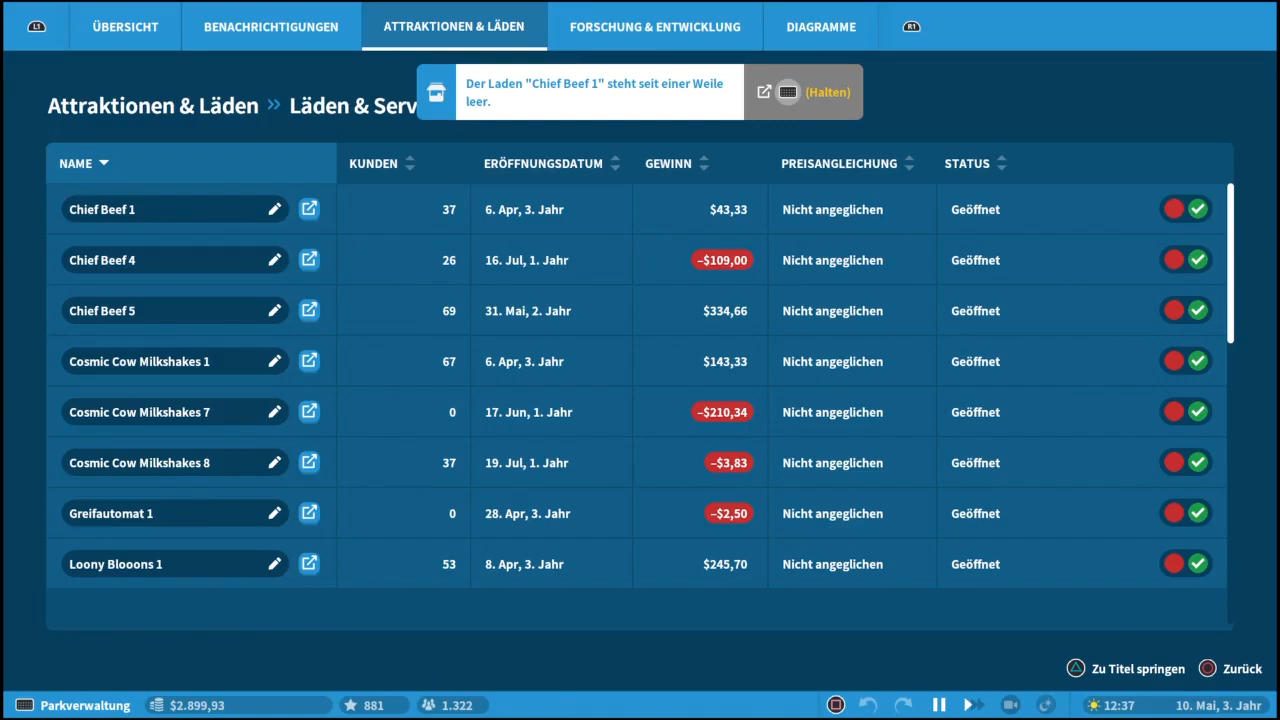 L1 ÜBERSICHT BENACHRICHTIGUNGEN ATTRAKTIONEN & LÄDEN FORSCHUNG & ENTWICKLUNG DIAGRAMME R1
Der Laden "Chief Beef 1" steht seit einer Weile
leer.
(Halten)
Attraktionen & Läden » Läden & Serv
NAME KUNDEN ERÖFFNUNGSDATUM GEWINN PREISANGLEICHUNG STATUS
Chief Beef 1 37 6. Apr, 3. Jahr $43,33 Nicht angeglichen Geöffnet
Chief Beef 4 26 16. Jul, 1. Jahr –$109,00 Nicht angeglichen Geöffnet
Chief Beef 5 69 31. Mai, 2. Jahr $334,66 Nicht angeglichen Geöffnet
Cosmic Cow Milkshakes 1 67 6. Apr, 3. Jahr $143,33 Nicht angeglichen Geöffnet
Cosmic Cow Milkshakes 7 0 17. Jun, 1. Jahr –$210,34 Nicht angeglichen Geöffnet
Cosmic Cow Milkshakes 8 37 19. Jul, 1. Jahr –$3,83 Nicht angeglichen Geöffnet
Greifautomat 1 0 28. Apr, 3. Jahr –$2,50 Nicht angeglichen Geöffnet
Loony Blooons 1 53 8. Apr, 3. Jahr $245,70 Nicht angeglichen Geöffnet
Zu Titel springen Zurück
Parkverwaltung $2.899,93 881 1.322 12:37 10. Mai, 3. Jahr